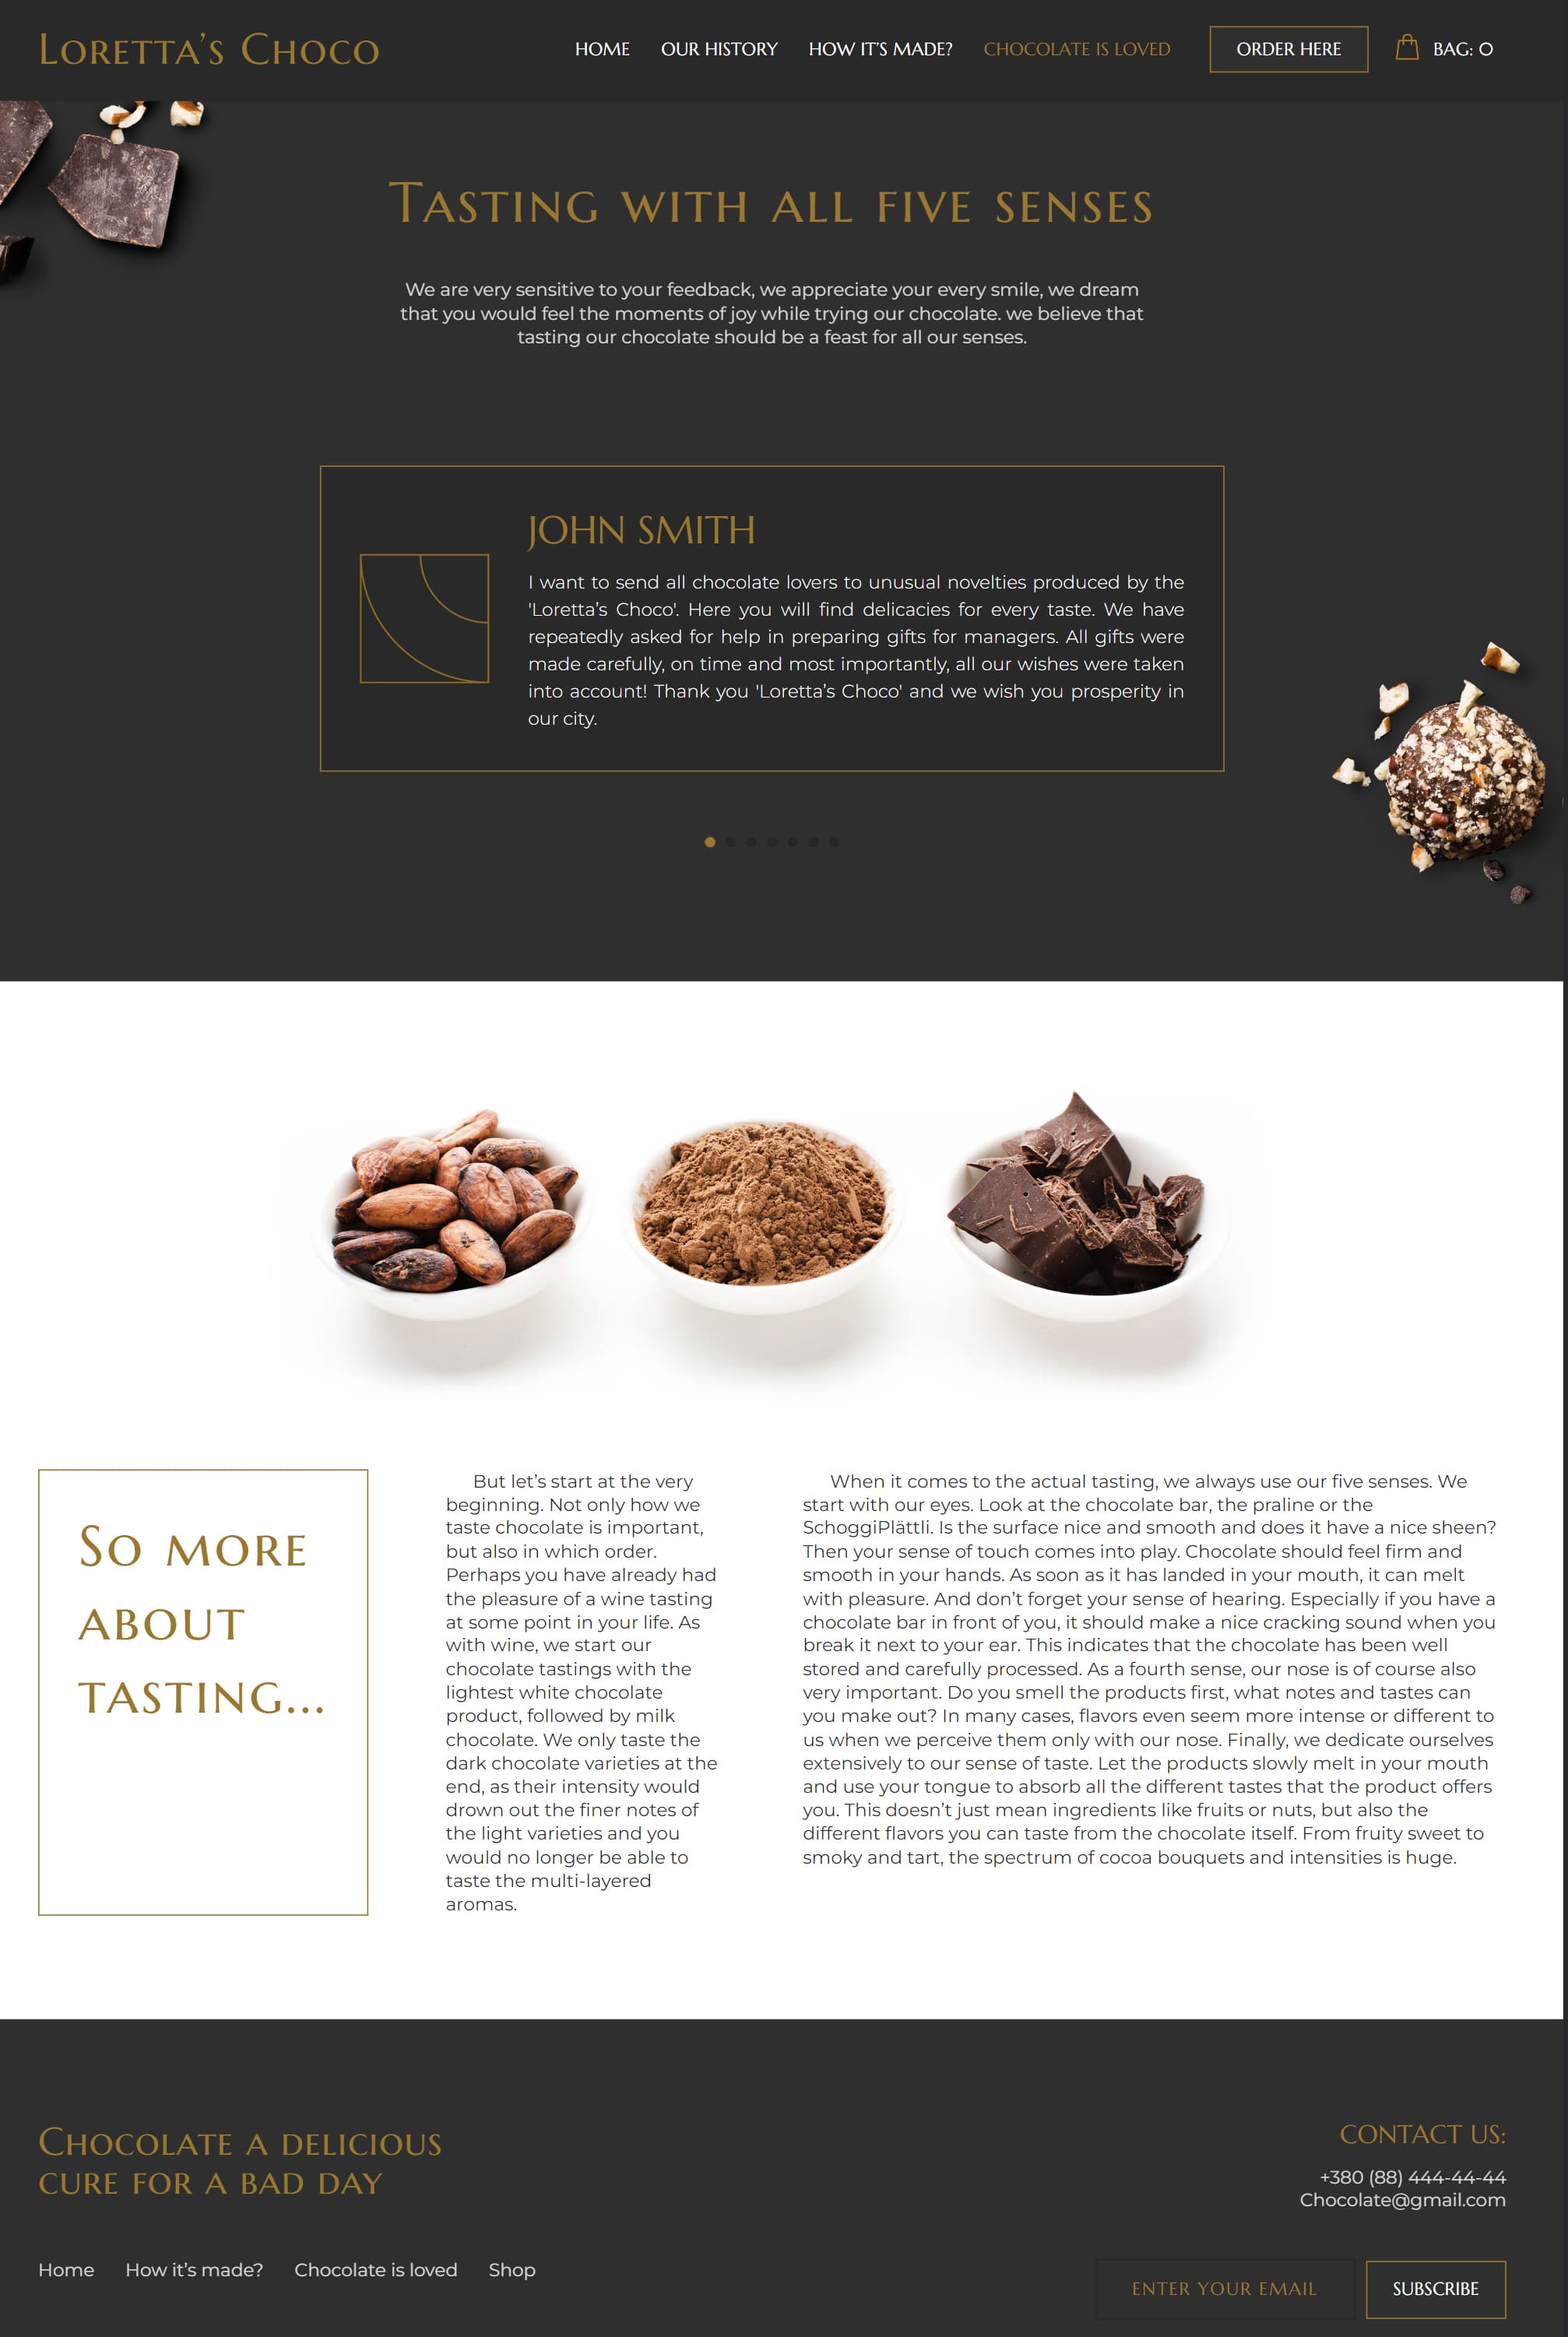 Loretta’s Choco
HOME
OUR HISTORY
HOW IT’S MADE?
CHOCOLATE IS LOVED
ORDER HERE
BAG: 0
Tasting with all five senses
We are very sensitive to your feedback, we appreciate your every smile, we dream
that you would feel the moments of joy while trying our chocolate. we believe that
tasting our chocolate should be a feast for all our senses.
JOHN SMITH
I want to send all chocolate lovers to unusual novelties produced by the
'Loretta’s Choco'. Here you will find delicacies for every taste. We have
repeatedly asked for help in preparing gifts for managers. All gifts were
made carefully, on time and most importantly, all our wishes were taken
into account! Thank you 'Loretta’s Choco' and we wish you prosperity in
our city.
So more
about
tasting...
But let’s start at the very
beginning. Not only how we
taste chocolate is important,
but also in which order.
Perhaps you have already had
the pleasure of a wine tasting
at some point in your life. As
with wine, we start our
chocolate tastings with the
lightest white chocolate
product, followed by milk
chocolate. We only taste the
dark chocolate varieties at the
end, as their intensity would
drown out the finer notes of
the light varieties and you
would no longer be able to
taste the multi-layered
aromas.
When it comes to the actual tasting, we always use our five senses. We
start with our eyes. Look at the chocolate bar, the praline or the
SchoggiPlättli. Is the surface nice and smooth and does it have a nice sheen?
Then your sense of touch comes into play. Chocolate should feel firm and
smooth in your hands. As soon as it has landed in your mouth, it can melt
with pleasure. And don’t forget your sense of hearing. Especially if you have a
chocolate bar in front of you, it should make a nice cracking sound when you
break it next to your ear. This indicates that the chocolate has been well
stored and carefully processed. As a fourth sense, our nose is of course also
very important. Do you smell the products first, what notes and tastes can
you make out? In many cases, flavors even seem more intense or different to
us when we perceive them only with our nose. Finally, we dedicate ourselves
extensively to our sense of taste. Let the products slowly melt in your mouth
and use your tongue to absorb all the different tastes that the product offers
you. This doesn’t just mean ingredients like fruits or nuts, but also the
different flavors you can taste from the chocolate itself. From fruity sweet to
smoky and tart, the spectrum of cocoa bouquets and intensities is huge.
Chocolate a delicious
cure for a bad day
CONTACT US:
+380 (88) 444-44-44
Chocolate@gmail.com
Home
How it’s made?
Chocolate is loved
Shop
ENTER YOUR EMAIL
SUBSCRIBE